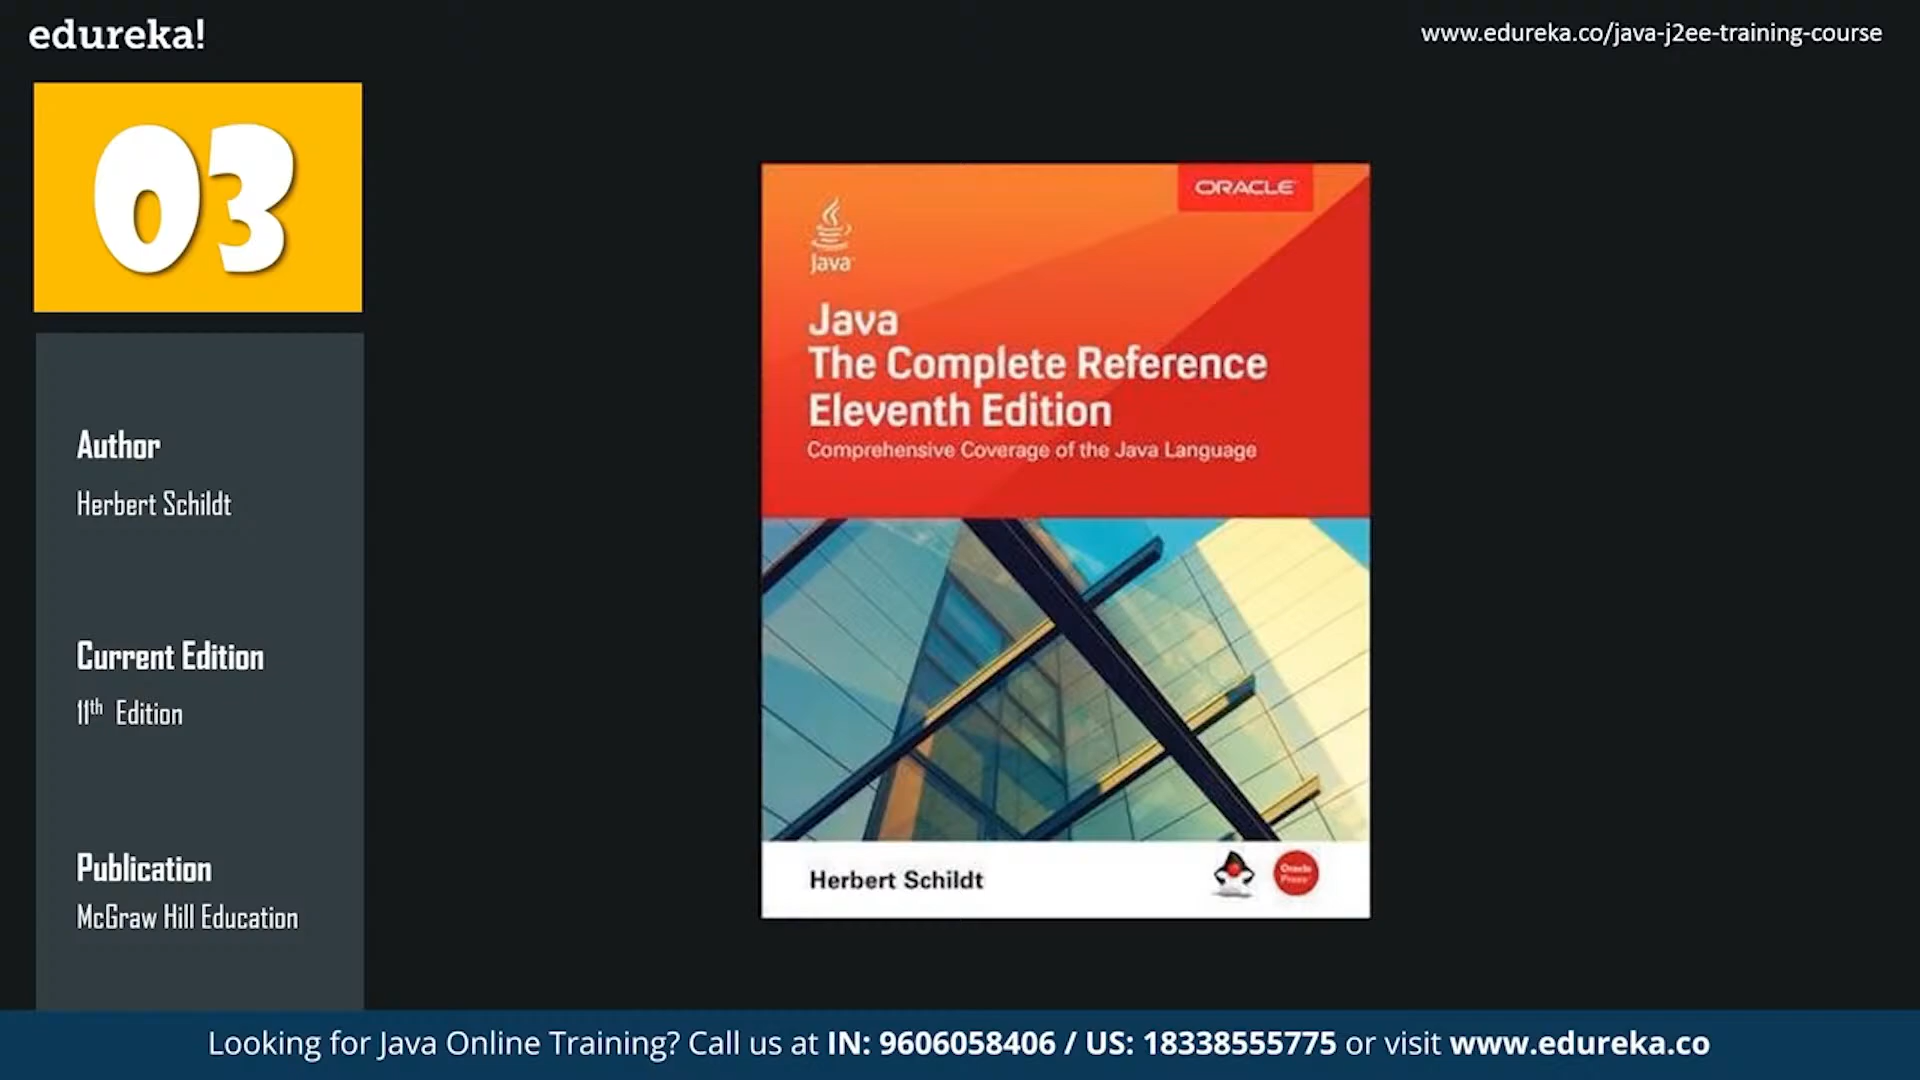 edureka!
www.edureka.co/java-j2ee-training-course
03
Author
Herbert Schildt
Current Edition
11th Edition
Publication
McGraw Hill Education
ORACLE
Java
Java
The Complete Reference
Eleventh Edition
Comprehensive Coverage of the Java Language
Herbert Schildt
Oracle
Press
Looking for Java Online Training? Call us at IN: 9606058406 / US: 18338555775 or visit www.edureka.co